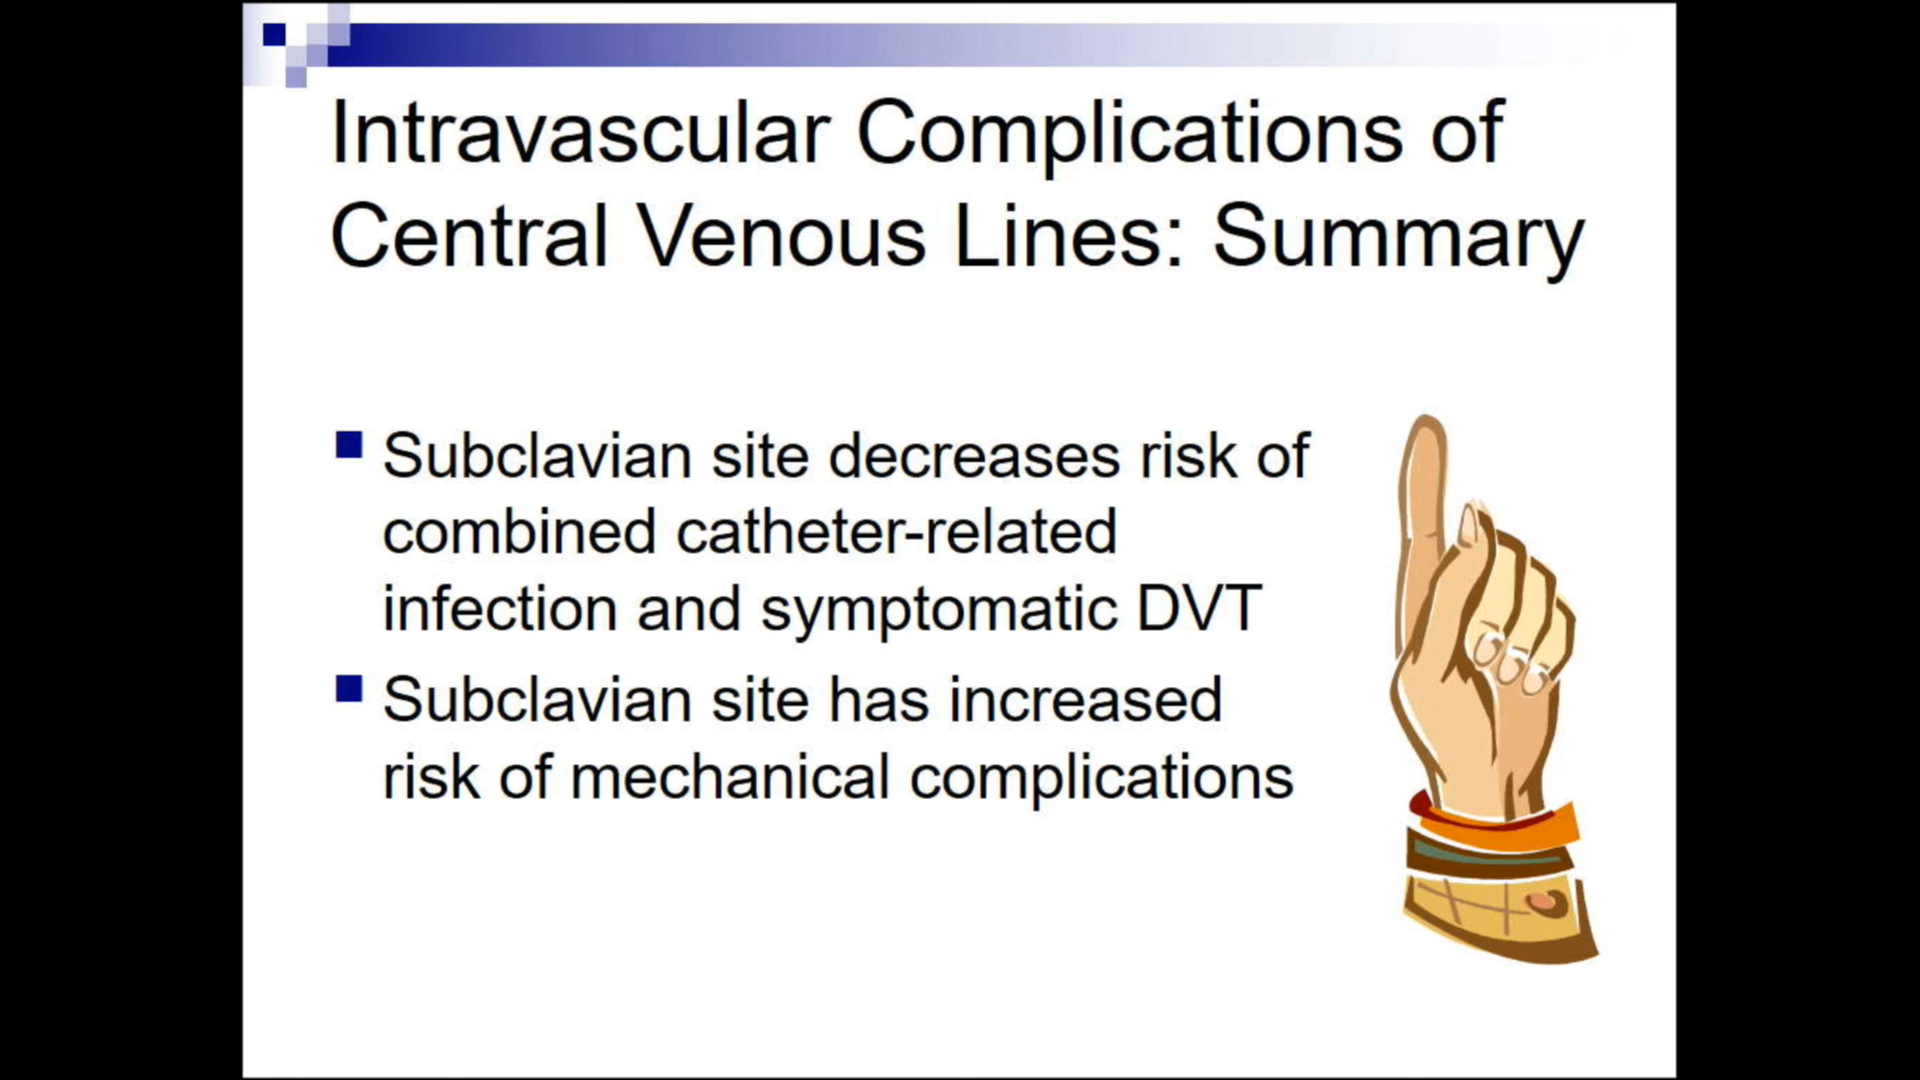 Intravascular Complications of
Central Venous Lines: Summary
Subclavian site decreases risk of
combined catheter-related
infection and symptomatic DVT
Subclavian site has increased
risk of mechanical complications